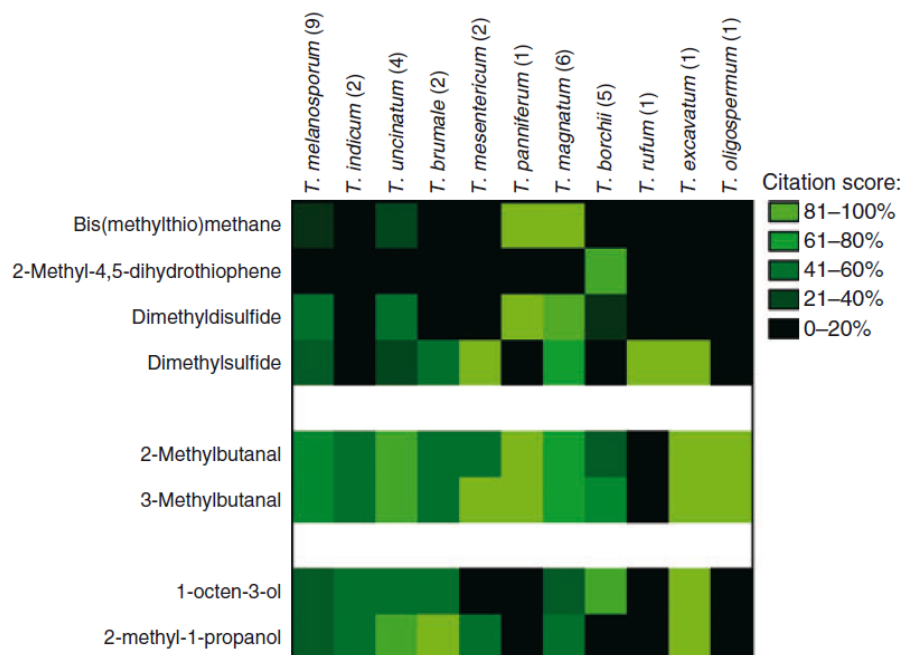 T. melanosporum (9)
T. indicum (2)
T. uncinatum (4)
T. brumale (2)
T. mesentericum (2)
T. panniferum (1)
T. magnatum (6)
T. borchii (5)
T. rufum (1)
T. excavatum (1)
T. oligospermum (1)
Citation score:
81–100%
61–80%
41–60%
21–40%
0–20%
Bis(methylthio)methane
2-Methyl-4,5-dihydrothiophene
Dimethyldisulfide
Dimethylsulfide
2-Methylbutanal
3-Methylbutanal
1-octen-3-ol
2-methyl-1-propanol